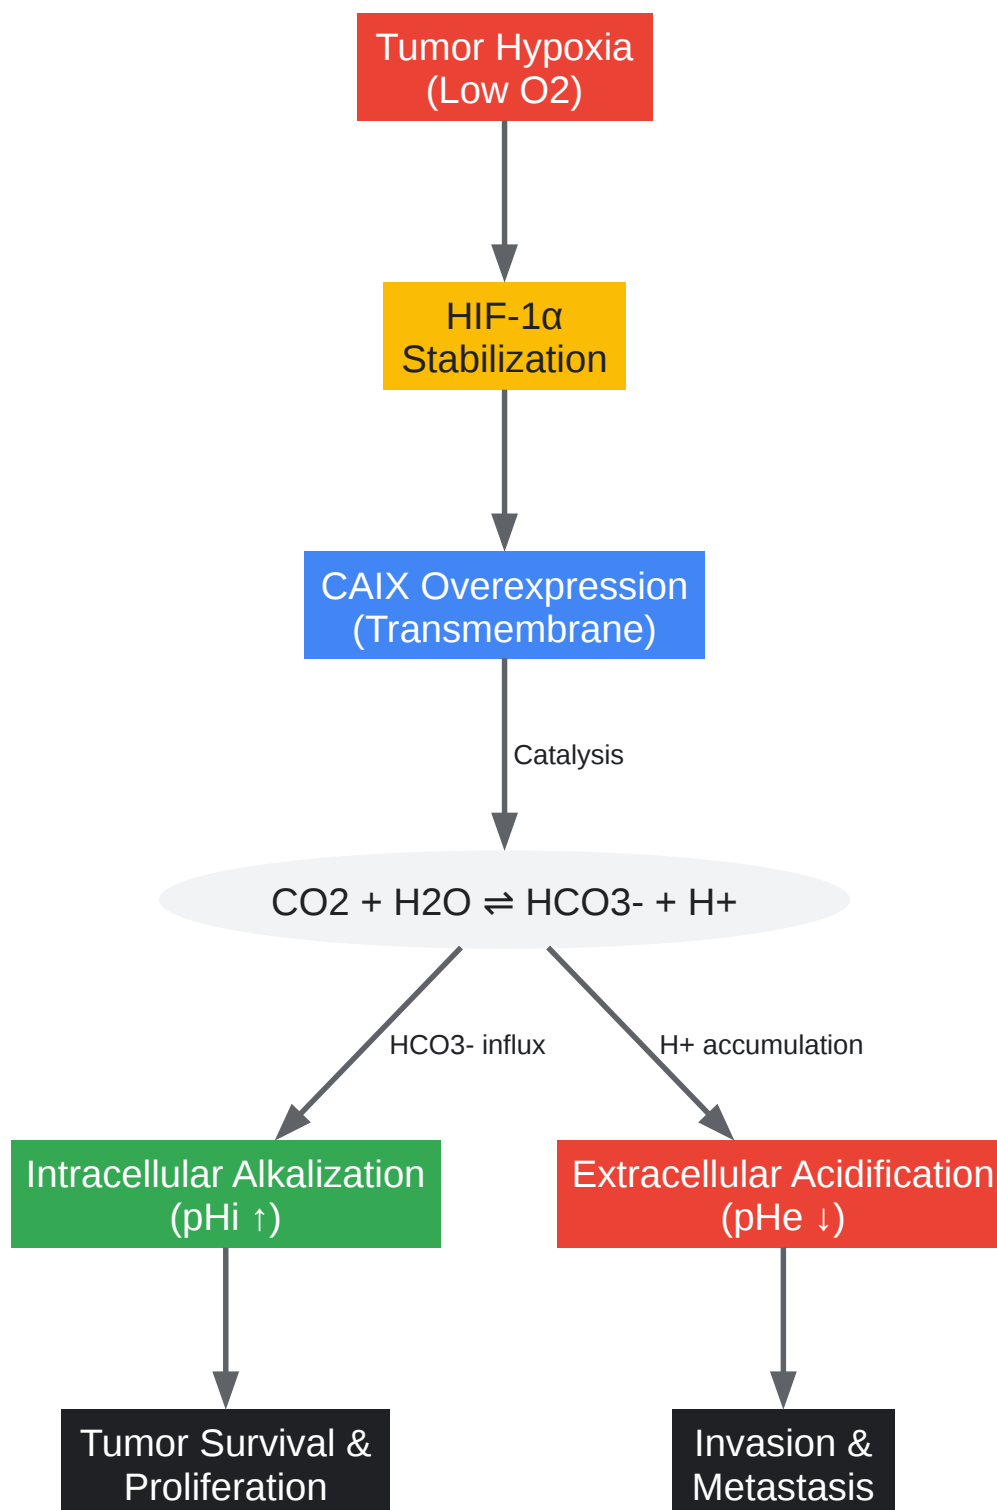 Tumor Hypoxia
(Low O2)
HIF-1α
Stabilization
CAIX Overexpression
(Transmembrane)
Catalysis
CO2 + H2O ⇌ HCO3- + H+
HCO3- influx
H+ accumulation
Intracellular Alkalization
(pHi ↑)
Extracellular Acidification
(pHe ↓)
Tumor Survival &
Proliferation
Invasion &
Metastasis